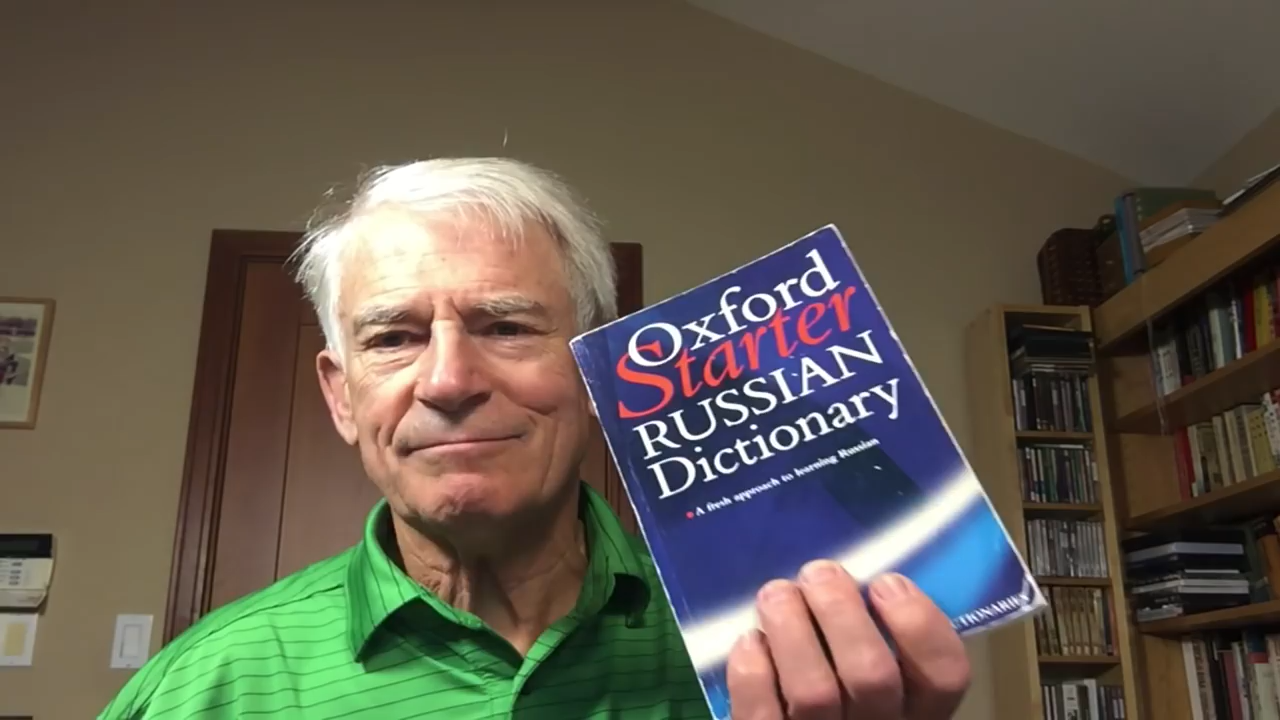 Oxford
Starter
RUSSIAN
Dictionary
A fresh approach to learning Russian